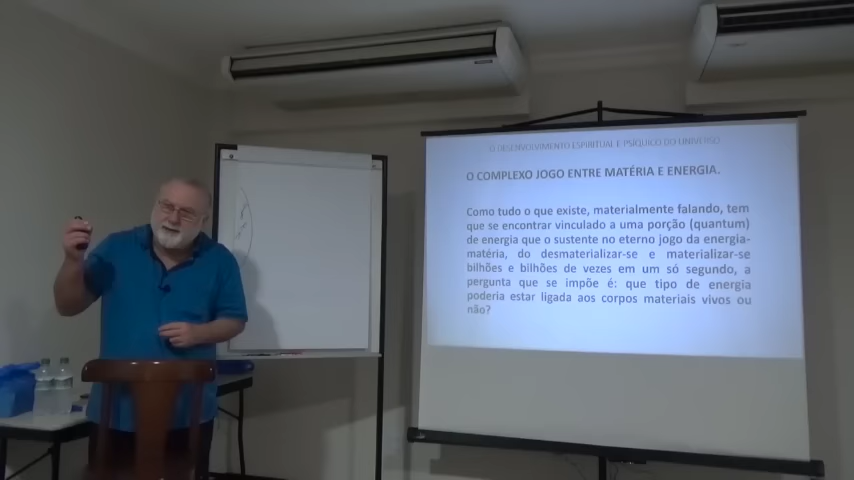 O DESENVOLVIMENTO ESPIRITUAL E PSÍQUICO DO UNIVERSO
O COMPLEXO JOGO ENTRE MATÉRIA E ENERGIA.
Como tudo o que existe, materialmente falando, tem
que se encontrar vinculado a uma porção (quantum)
de energia que o sustente no eterno jogo da energia-
matéria, do desmaterializar-se e materializar-se
bilhões e bilhões de vezes em um só segundo, a
pergunta que se impõe é: que tipo de energia
poderia estar ligada aos corpos materiais vivos ou
não?